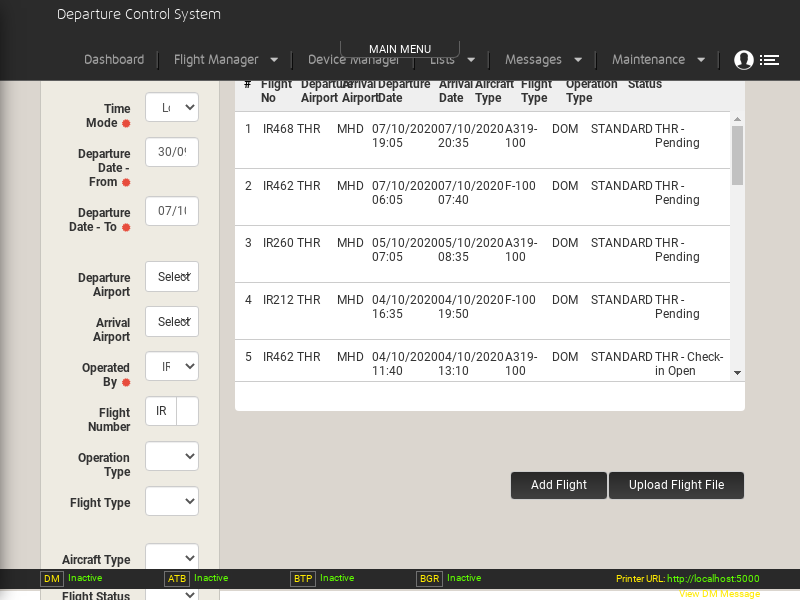 Departure Control System
MAIN MENU
Dashboard Flight Manager Device Manager Lists Messages Maintenance
Time Mode
30/09
Departure Date - From
Departure Date - To
07/10
Departure Airport
Select
Arrival Airport
Select
Operated By
IR
Flight Number
IR
Operation Type
Flight Type
Aircraft Type
Flight Status
# Flight No Departure Airport Arrival Airport Departure Date Arrival Date Aircraft Type Flight Type Operation Type Status
1 IR468 THR MHD 07/10/2020 19:05 07/10/2020 20:35 A319-100 DOM STANDARD THR - Pending
2 IR462 THR MHD 07/10/2020 06:05 07/10/2020 07:40 F-100 DOM STANDARD THR - Pending
3 IR260 THR MHD 05/10/2020 07:05 05/10/2020 08:35 A319-100 DOM STANDARD THR - Pending
4 IR212 THR MHD 04/10/2020 16:35 04/10/2020 19:50 F-100 DOM STANDARD THR - Pending
5 IR462 THR MHD 04/10/2020 11:40 04/10/2020 13:10 A319-100 DOM STANDARD THR - Check-in Open
Add Flight Upload Flight File
DM Inactive ATB Inactive BTP Inactive BGR Inactive Printer URL: http://localhost:5000
View DM Message